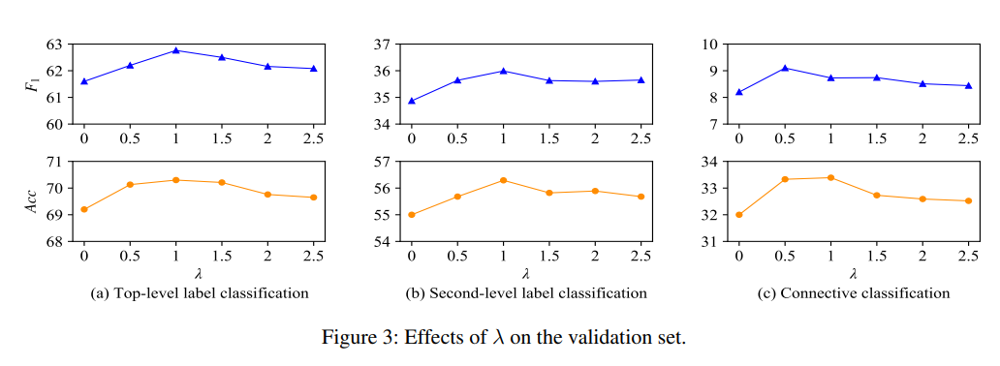 63
62
61
60
F1
0 0.5 1 1.5 2 2.5
37
36
35
34
0 0.5 1 1.5 2 2.5
10
9
8
7
0 0.5 1 1.5 2 2.5
71
70
69
68
Acc
0 0.5 1 1.5 2 2.5
λ
(a) Top-level label classification
57
56
55
54
0 0.5 1 1.5 2 2.5
λ
(b) Second-level label classification
34
33
32
31
0 0.5 1 1.5 2 2.5
λ
(c) Connective classification
Figure 3: Effects of λ on the validation set.